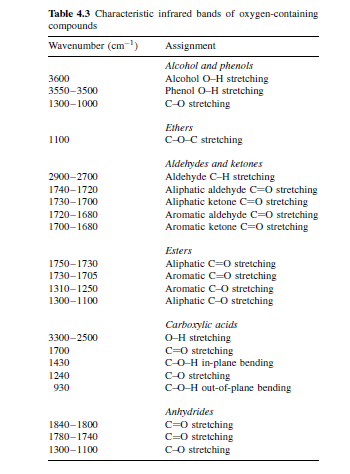 Table 4.3 Characteristic infrared bands of oxygen-containing
compounds
Wavenumber (cm⁻¹) Assignment
Alcohol and phenols
3600 Alcohol O–H stretching
3550–3500 Phenol O–H stretching
1300–1000 C–O stretching
Ethers
1100 C–O–C stretching
Aldehydes and ketones
2900–2700 Aldehyde C–H stretching
1740–1720 Aliphatic aldehyde C=O stretching
1730–1700 Aliphatic ketone C=O stretching
1720–1680 Aromatic aldehyde C=O stretching
1700–1680 Aromatic ketone C=O stretching
Esters
1750–1730 Aliphatic C=O stretching
1730–1705 Aromatic C=O stretching
1310–1250 Aromatic C–O stretching
1300–1100 Aliphatic C–O stretching
Carboxylic acids
3300–2500 O–H stretching
1700 C=O stretching
1430 C–O–H in-plane bending
1240 C–O stretching
930 C–O–H out-of-plane bending
Anhydrides
1840–1800 C=O stretching
1780–1740 C=O stretching
1300–1100 C–O stretching